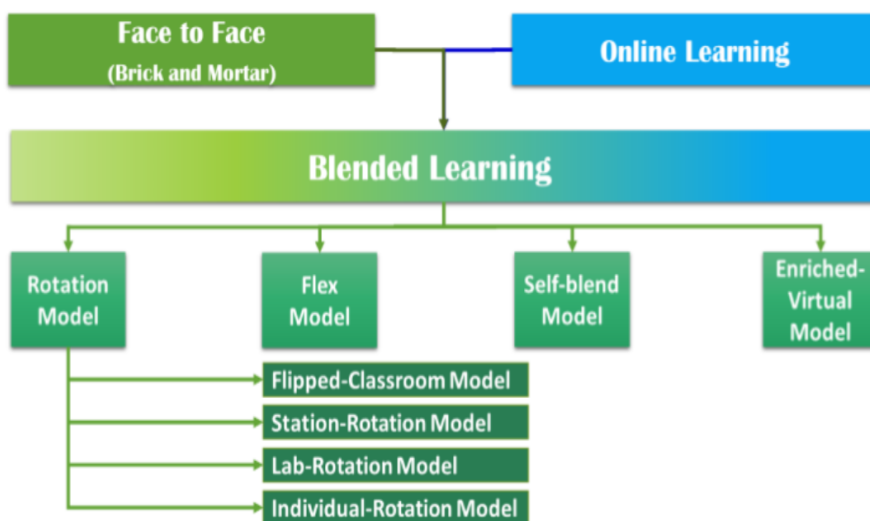 Face to Face
(Brick and Mortar)
Online Learning
Blended Learning
Rotation
Model
Flex
Model
Self-blend
Model
Enriched-
Virtual
Model
Flipped-Classroom Model
Station-Rotation Model
Lab-Rotation Model
Individual-Rotation Model